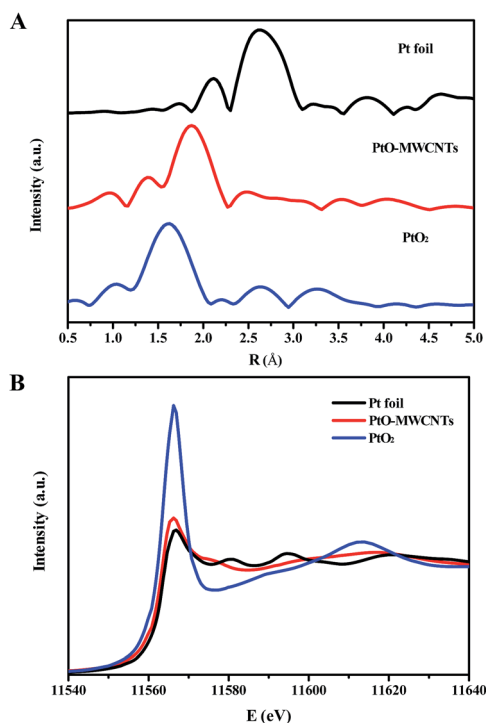 A
Intensity (a.u.)
Pt foil
PtO-MWCNTs
PtO₂
0.5 1.0 1.5 2.0 2.5 3.0 3.5 4.0 4.5 5.0
R (Å)
B
Intensity (a.u.)
Pt foil
PtO-MWCNTs
PtO₂
11540 11560 11580 11600 11620 11640
E (eV)